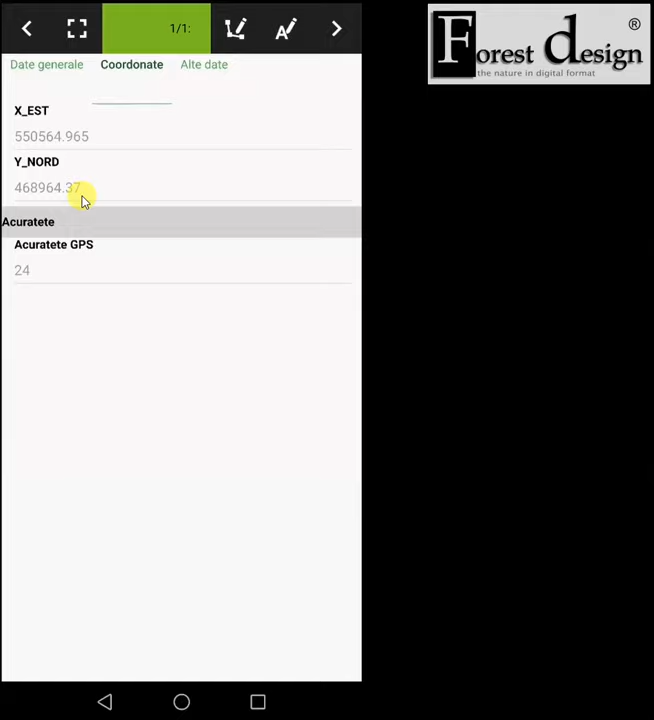 1/1:
Date generale Coordonate Alte date
X_EST
550564.965
Y_NORD
468964.37
Acuratete
Acuratete GPS
24
Forest design ®
the nature in digital format